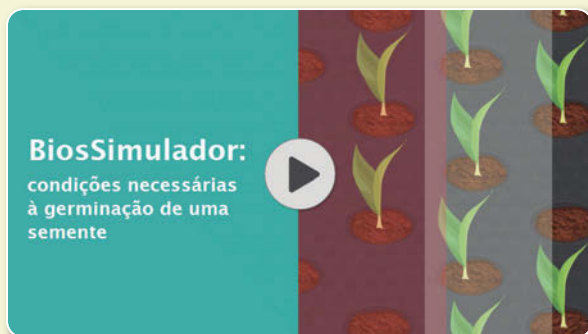 BiosSimulador:
condições necessárias
à germinação de uma
semente